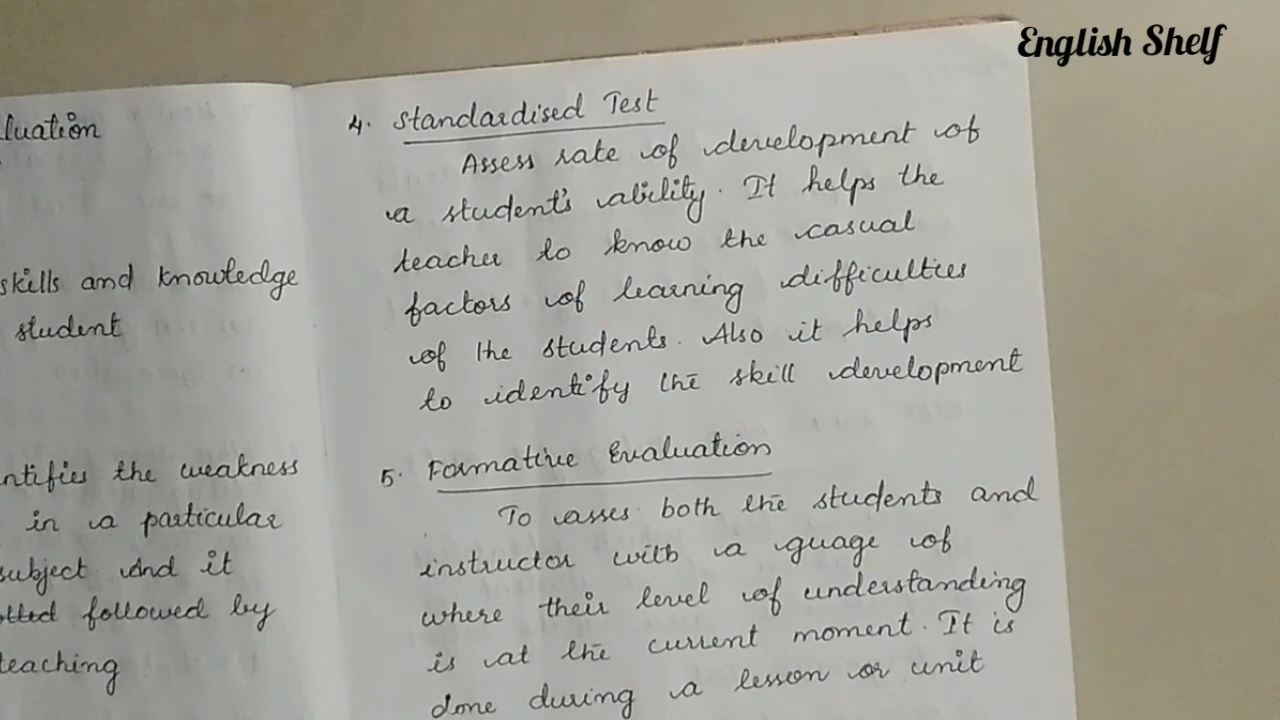 English Shelf
luation
skills and knowledge
student
ntifies the weakness
in a particular
subject and it
followed by
teaching
4. Standardised Test
Assess rate of development of
a student's ability. It helps the
teacher to know the casual
factors of learning difficulties
of the students. Also it helps
to identify the skill development
5. Formative Evaluation
To asses both the students and
instructor with a guage of
where their level of understanding
is at the current moment. It is
done during a lesson or unit